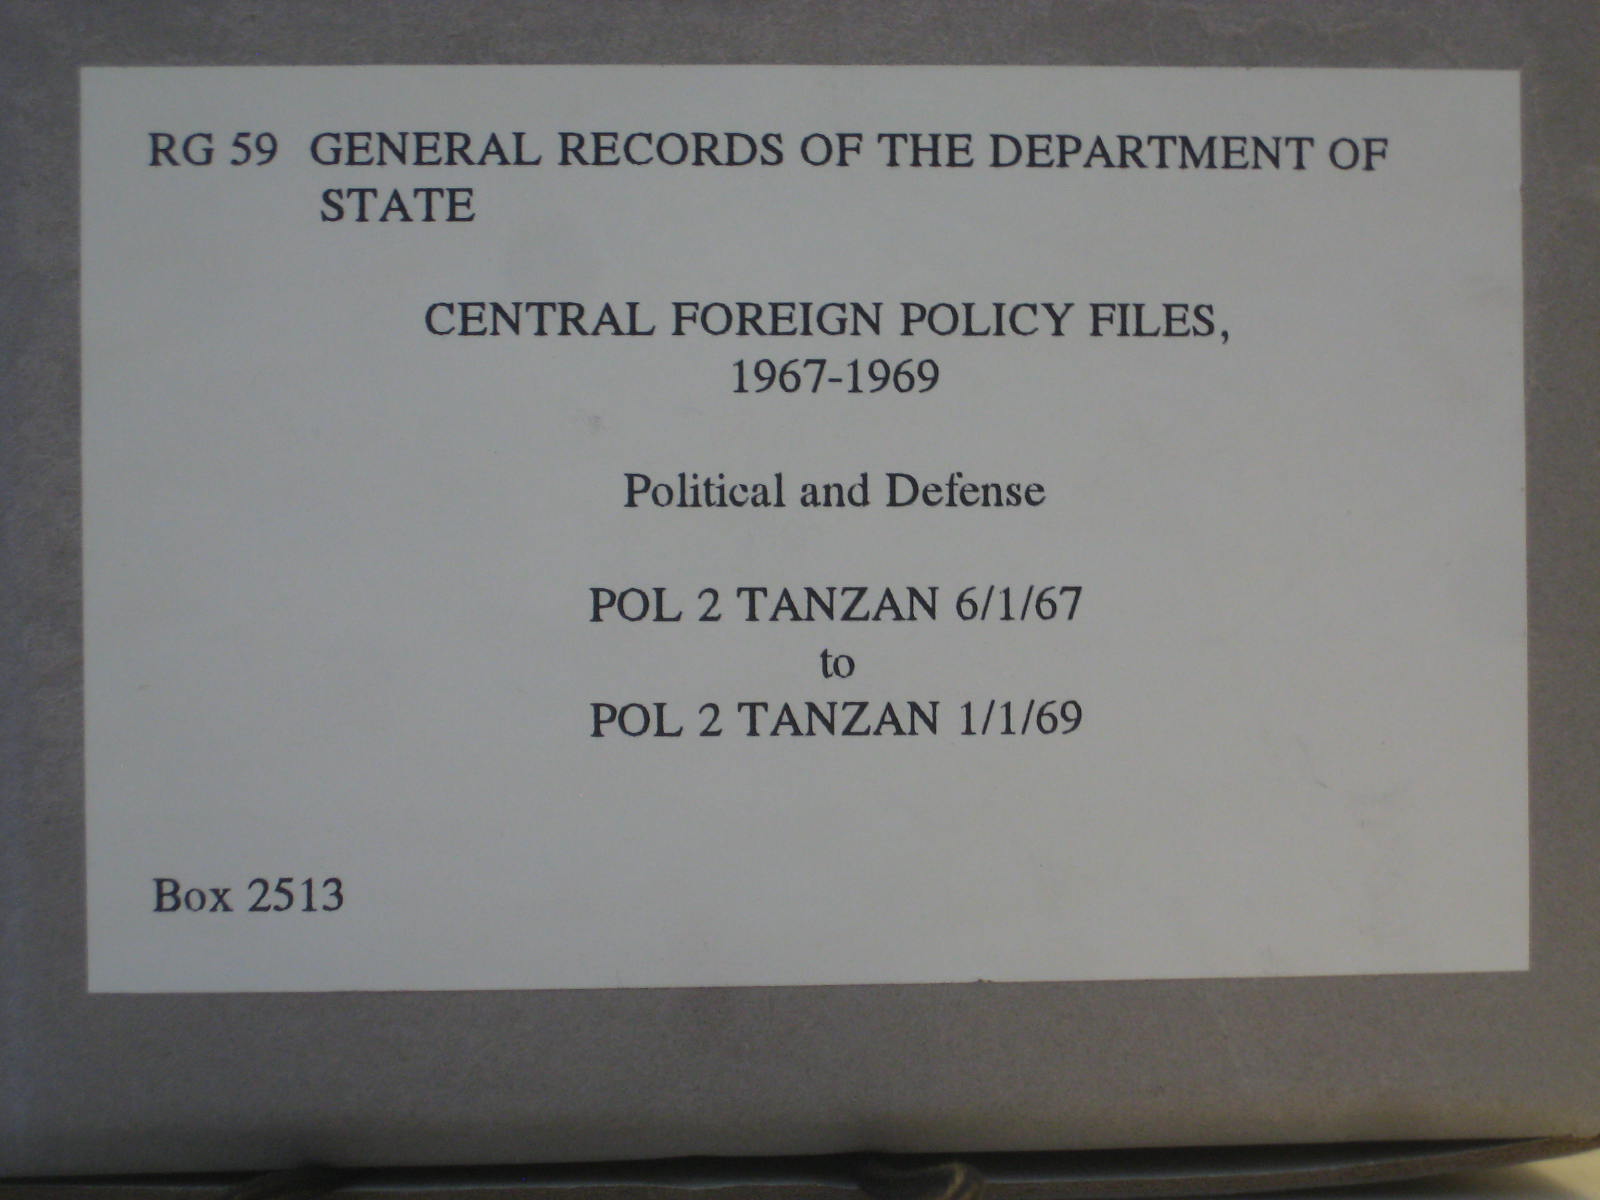 RG 59 GENERAL RECORDS OF THE DEPARTMENT OF
STATE
CENTRAL FOREIGN POLICY FILES,
1967-1969
Political and Defense
POL 2 TANZAN 6/1/67
to
POL 2 TANZAN 1/1/69
Box 2513